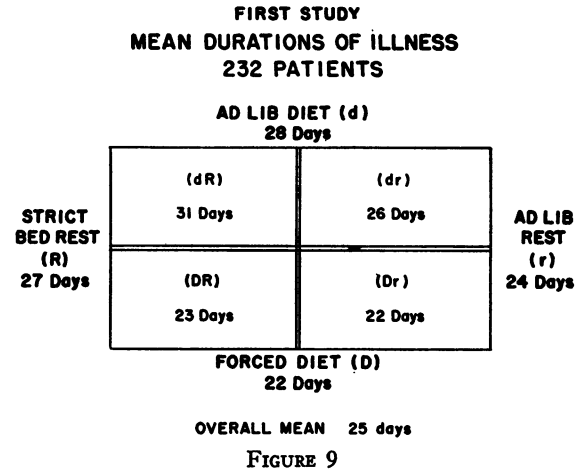 FIRST STUDY
MEAN DURATIONS OF ILLNESS
232 PATIENTS
AD LIB DIET (d)
28 Days
(dR)
31 Days
(dr)
26 Days
STRICT
BED REST
(R)
27 Days
AD LIB
REST
(r)
24 Days
(DR)
23 Days
(Dr)
22 Days
FORCED DIET (D)
22 Days
OVERALL MEAN 25 days
FIGURE 9